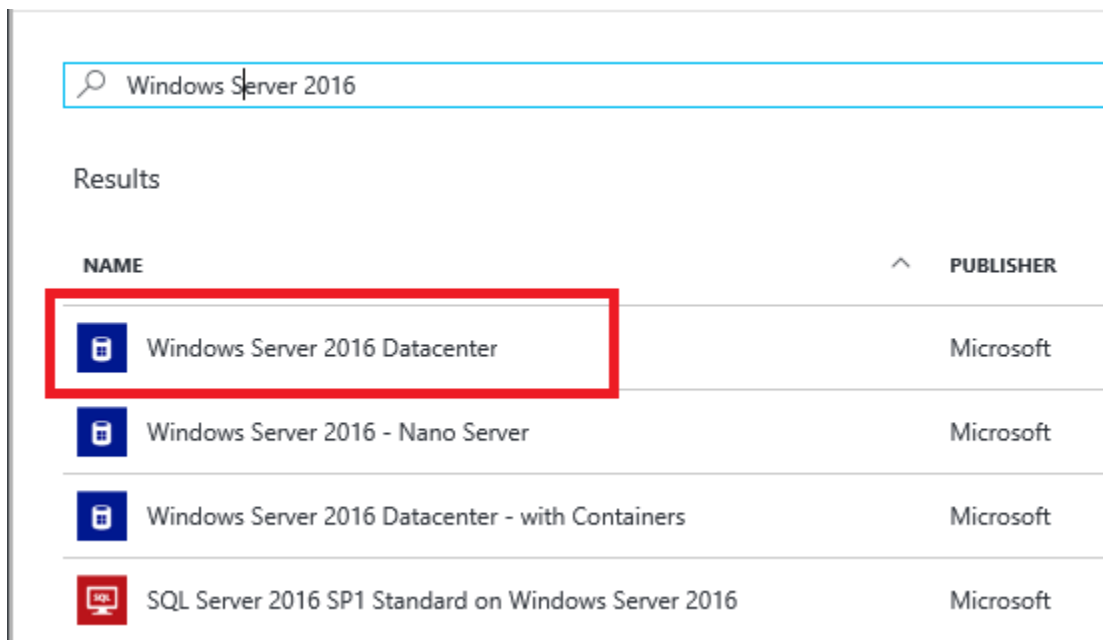 Windows Server 2016
Results
NAME PUBLISHER
Windows Server 2016 Datacenter Microsoft
Windows Server 2016 - Nano Server Microsoft
Windows Server 2016 Datacenter - with Containers Microsoft
SQL SQL Server 2016 SP1 Standard on Windows Server 2016 Microsoft